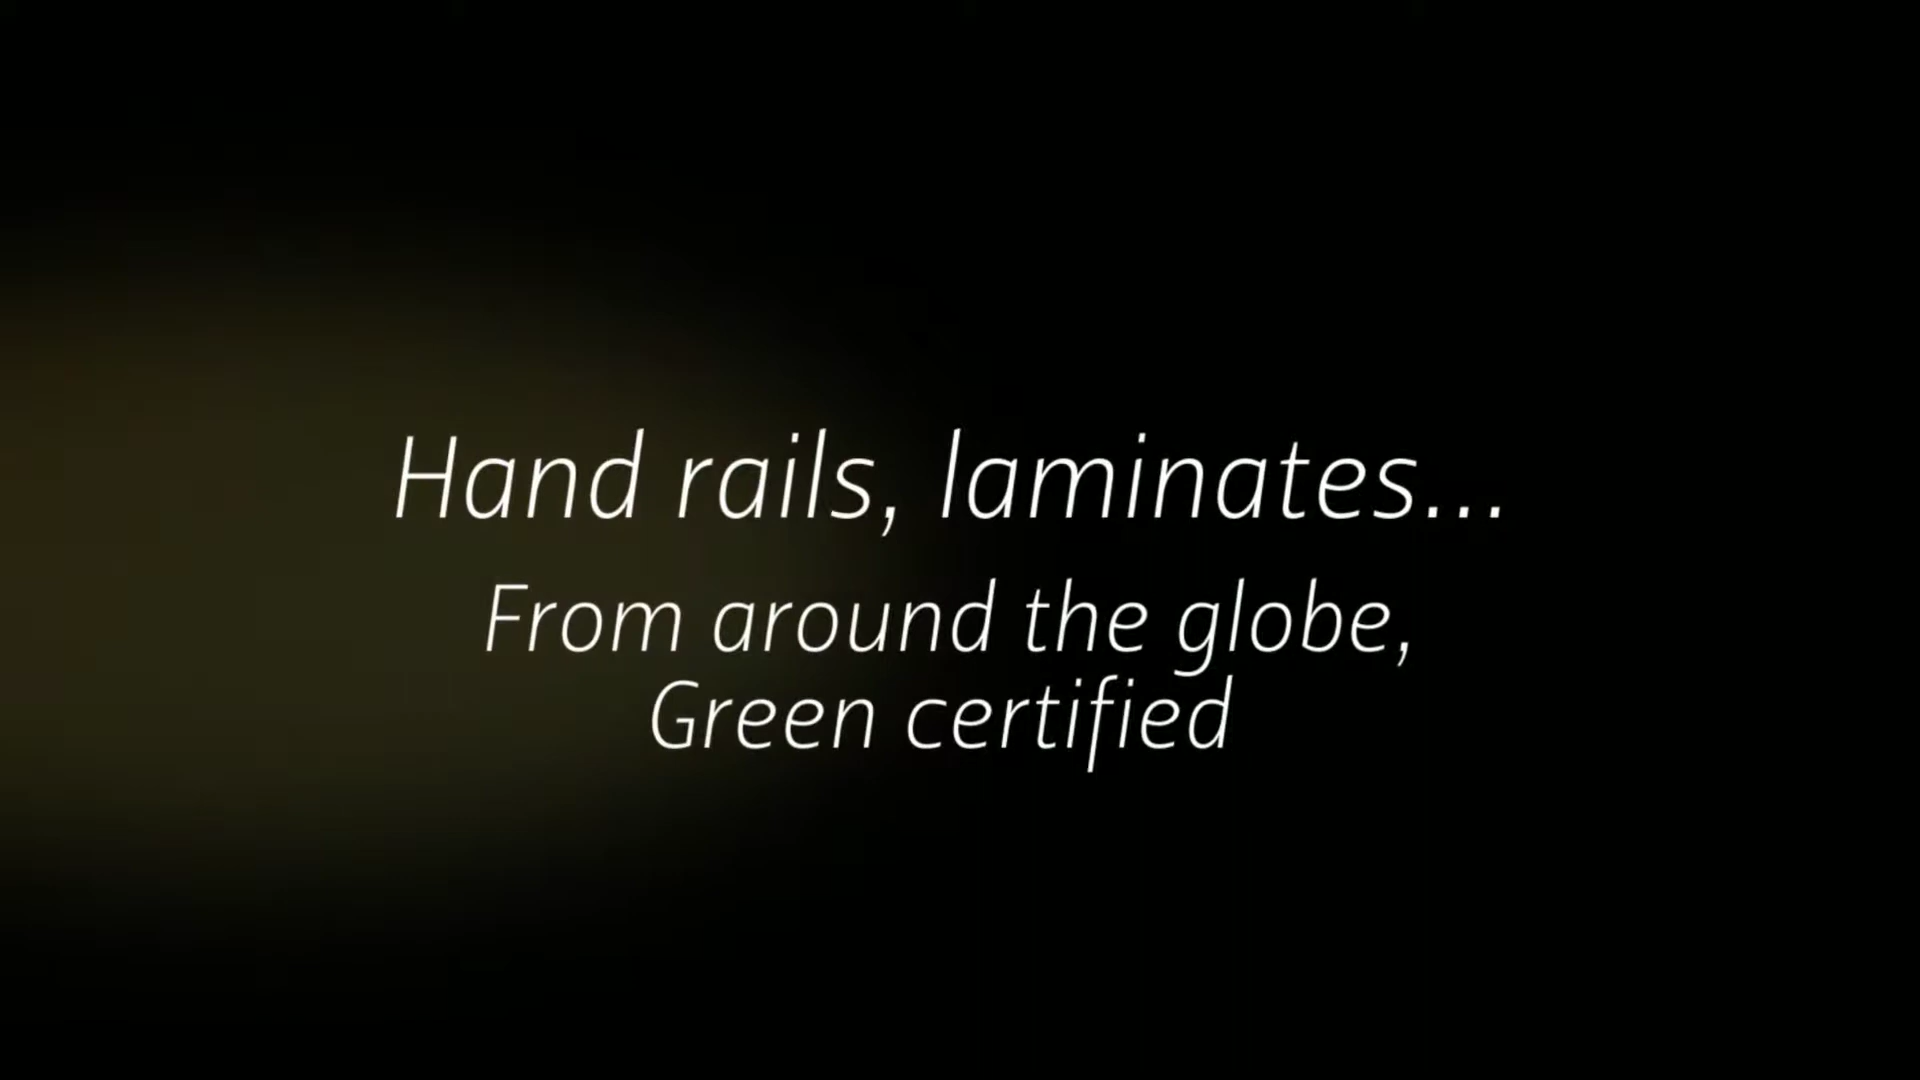 Hand rails, laminates...
From around the globe,
Green certified